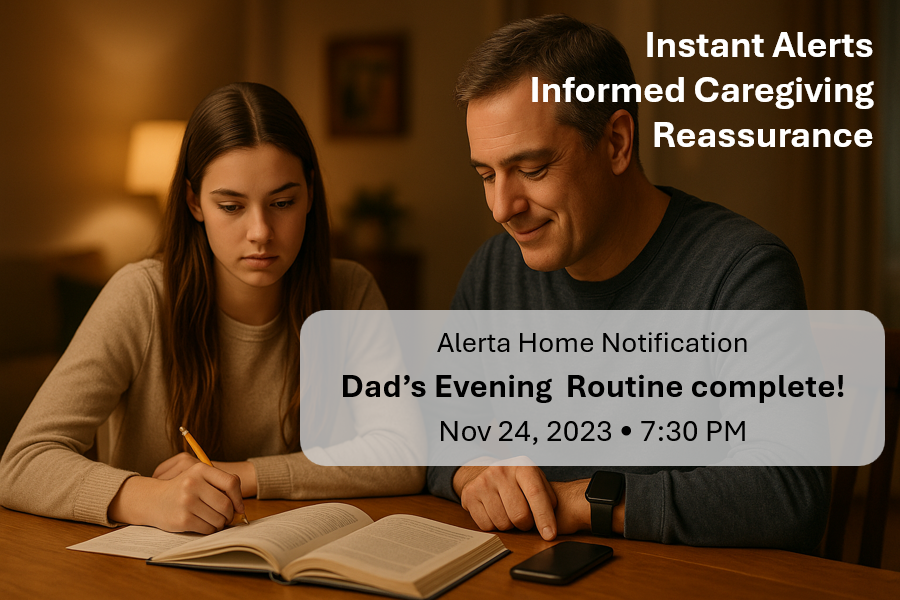 Instant Alerts
Informed Caregiving
Reassurance
Alerta Home Notification
Dad’s Evening  Routine complete!
Nov 24, 2023 • 7:30 PM